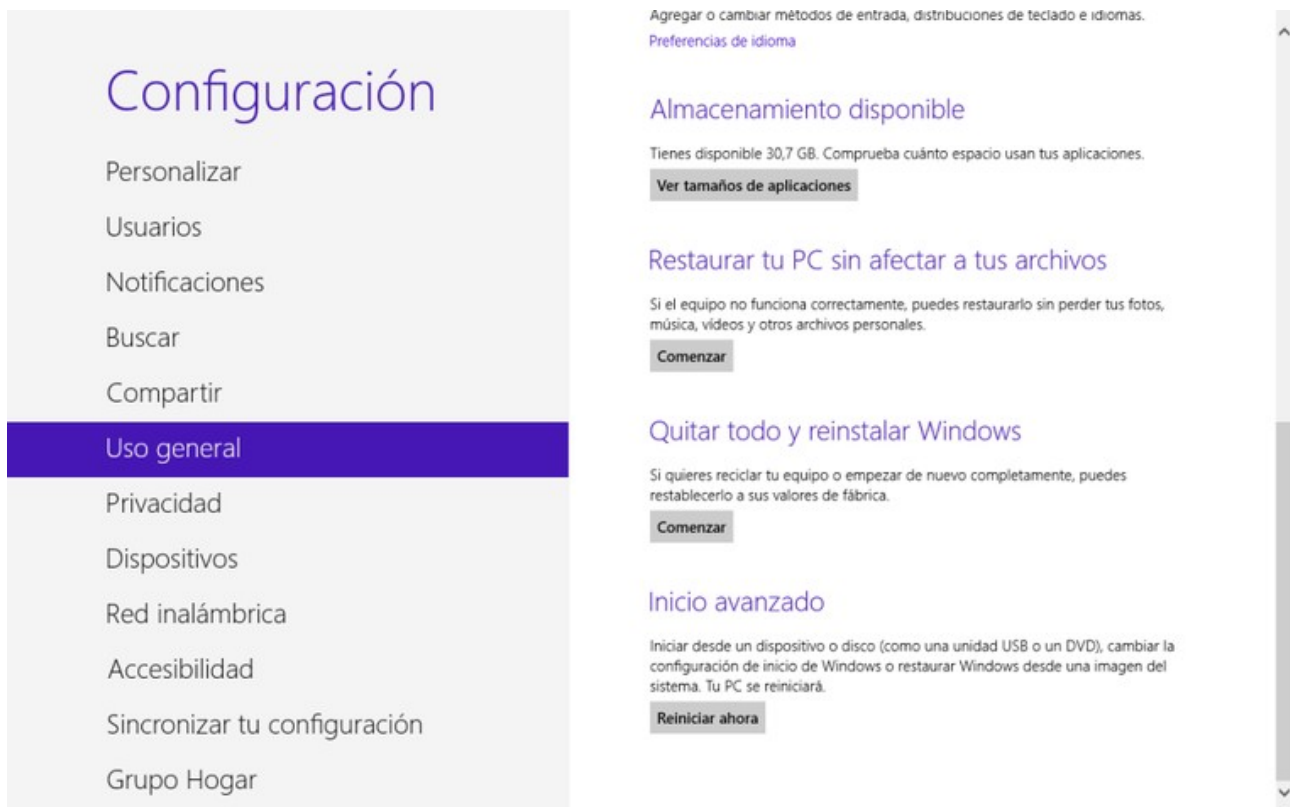 Configuración
Personalizar
Usuarios
Notificaciones
Buscar
Compartir
Uso general
Privacidad
Dispositivos
Red inalámbrica
Accesibilidad
Sincronizar tu configuración
Grupo Hogar
Agregar o cambiar métodos de entrada, distribuciones de teclado e idiomas.
Preferencias de idioma
Almacenamiento disponible
Tienes disponible 30,7 GB. Comprueba cuánto espacio usan tus aplicaciones.
Ver tamaños de aplicaciones
Restaurar tu PC sin afectar a tus archivos
Si el equipo no funciona correctamente, puedes restaurarlo sin perder tus fotos,
música, vídeos y otros archivos personales.
Comenzar
Quitar todo y reinstalar Windows
Si quieres reciclar tu equipo o empezar de nuevo completamente, puedes
restablecerlo a sus valores de fábrica.
Comenzar
Inicio avanzado
Iniciar desde un dispositivo o disco (como una unidad USB o un DVD), cambiar la
configuración de inicio de Windows o restaurar Windows desde una imagen del
sistema. Tu PC se reiniciará.
Reiniciar ahora